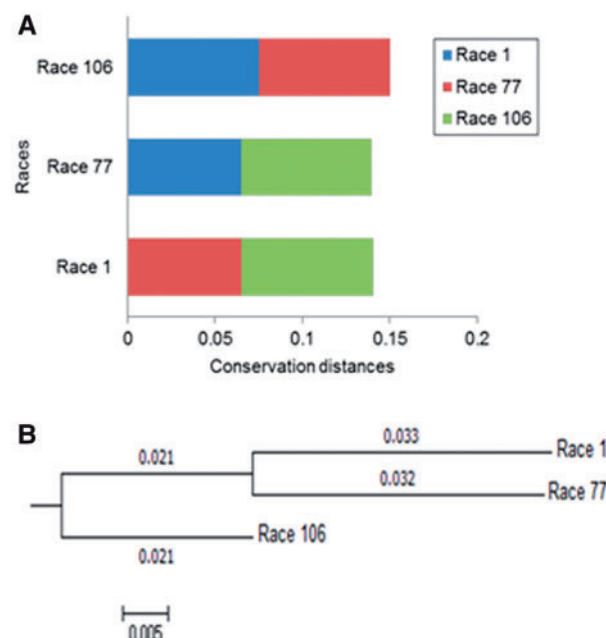 A
Race 106
Race 77
Race 1
Races
0
0.05
0.1
0.15
0.2
Conservation distances
Race 1
Race 77
Race 106
B
0.021
0.033
Race 1
0.032
Race 77
Race 106
0.021
0.005